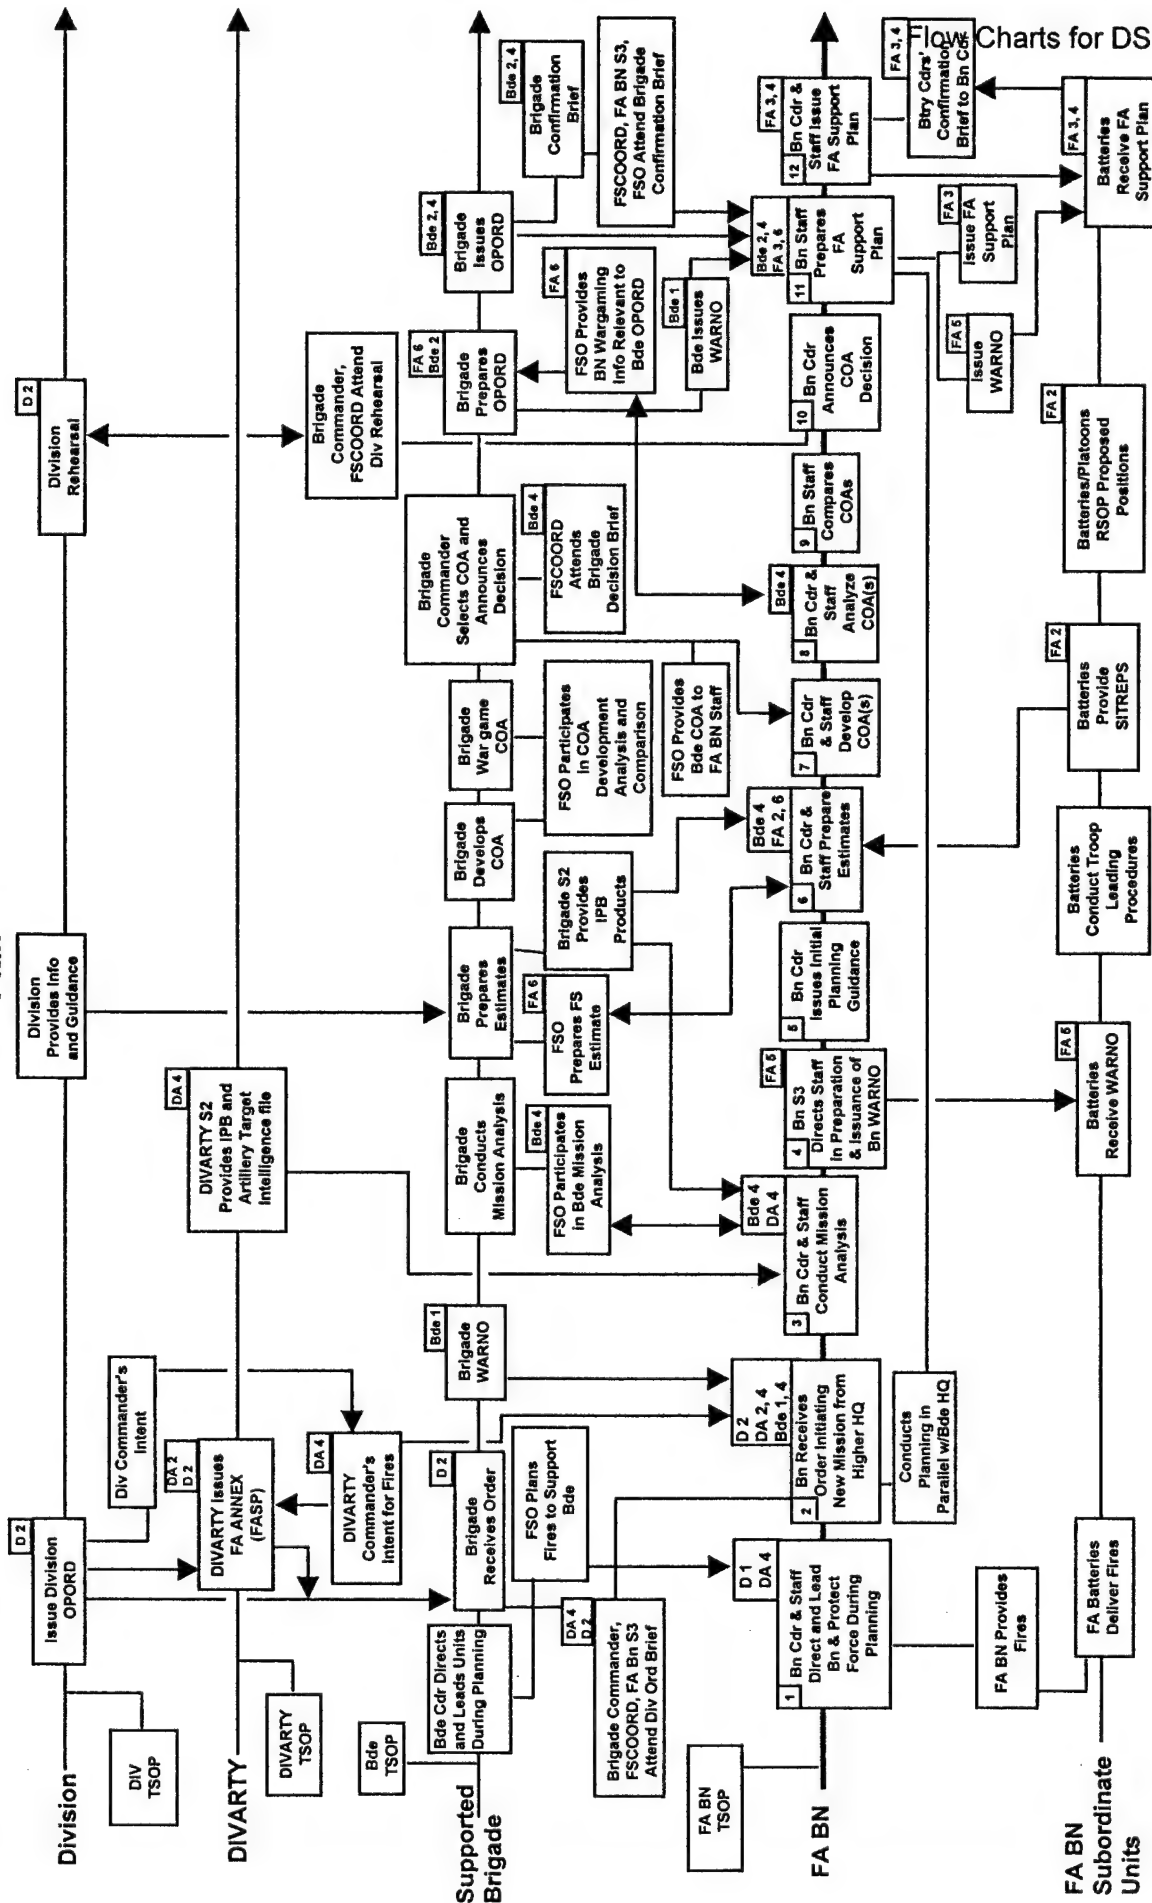 Flow Charts for DS
Division
DIV
TSOP
D 2
Issue Division
OPORD
Div Commander's
Intent
Division
Provides Info
and Guidance
D 2
Division
Rehearsal
DIVARTY
DIVARTY
TSOP
DA 2
D 2
DIVARTY Issues
FA ANNEX
(FASP)
DA 4
DIVARTY
Commander's
Intent for Fires
DA 4
DIVARTY S2
Provides IPB and
Artillery Target
Intelligence file
Brigade
Commander,
FSCOORD Attend
Div Rehearsal
Supported
Brigade
Bde
TSOP
Bde Cdr Directs
and Leads Units
During Planning
D 2
Brigade
Receives Order
Bde 1
Brigade
WARNO
Brigade
Conducts
Mission Analysis
Brigade
Prepares
Estimates
Brigade
Develops
COA
Brigade
War game
COA
Brigade
Commander
Selects COA and
Announces
Decision
FA 6
Bde 2
Brigade
Prepares
OPORD
Bde 2, 4
Brigade
Issues
OPORD
Bde 2, 4
Brigade
Confirmation
Brief
DA 4
D 2
Brigade Commander,
FSCOORD, FA Bn S3
Attend Div Ord Brief
FSO Plans
Fires to Support
Bde
Bde 4
FSO Participates
in Bde Mission
Analysis
FA 6
FSO
Prepares FS
Estimate
Brigade S2
Provides
IPB
Products
FSO Participates
in COA
Development
Analysis and
Comparison
FSO Provides
Bde COA to
FA BN Staff
Bde 4
FSCOORD
Attends
Brigade
Decision Brief
FA 6
FSO Provides
BN Wargaming
Info Relevant to
Bde OPORD
Bde 1
Bde Issues
WARNO
FSCOORD, FA BN S3,
FSO Attend Brigade
Confirmation Brief
FA BN
FA BN
TSOP
D 1
DA 4
1 Bn Cdr & Staff
Direct and Lead
Bn & Protect
Force During
Planning
D 2
DA 2, 4
Bde 1, 4
2 Bn Receives
Order Initiating
New Mission from
Higher HQ
Bde 4
DA 4
3 Bn Cdr & Staff
Conduct Mission
Analysis
FA 5
4 Bn S3
Directs Staff
in Preparation
& Issuance of
Bn WARNO
5 Bn Cdr
Issues Initial
Planning
Guidance
Bde 4
FA 2, 6
6 Bn Cdr &
Staff Prepare
Estimates
7 Bn Cdr
& Staff
Develop
COA(s)
Bde 4
8 Bn Cdr &
Staff
Analyze
COA(s)
9 Bn Staff
Compares
COAs
10 Bn Cdr
Announces
COA
Decision
Bde 2, 4
FA 3, 6
11 Bn Staff
Prepares
FA
Support
Plan
FA 3, 4
12 Bn Cdr &
Staff Issue
FA Support
Plan
FA 3, 4
Btry Cdrs'
Confirmation
Brief to Bn Cdr
FA BN Provides
Fires
Conducts
Planning in
Parallel w/Bde HQ
FA 5
Issue
WARNO
FA 3
Issue FA
Support
Plan
FA BN
Subordinate
Units
FA Batteries
Deliver Fires
FA 5
Batteries
Receive WARNO
Batteries
Conduct Troop
Leading
Procedures
FA 2
Batteries
Provide
SITREPS
FA 2
Batteries/Platoons
RSOP Proposed
Positions
FA 3, 4
Batteries
Receive FA
Support Plan